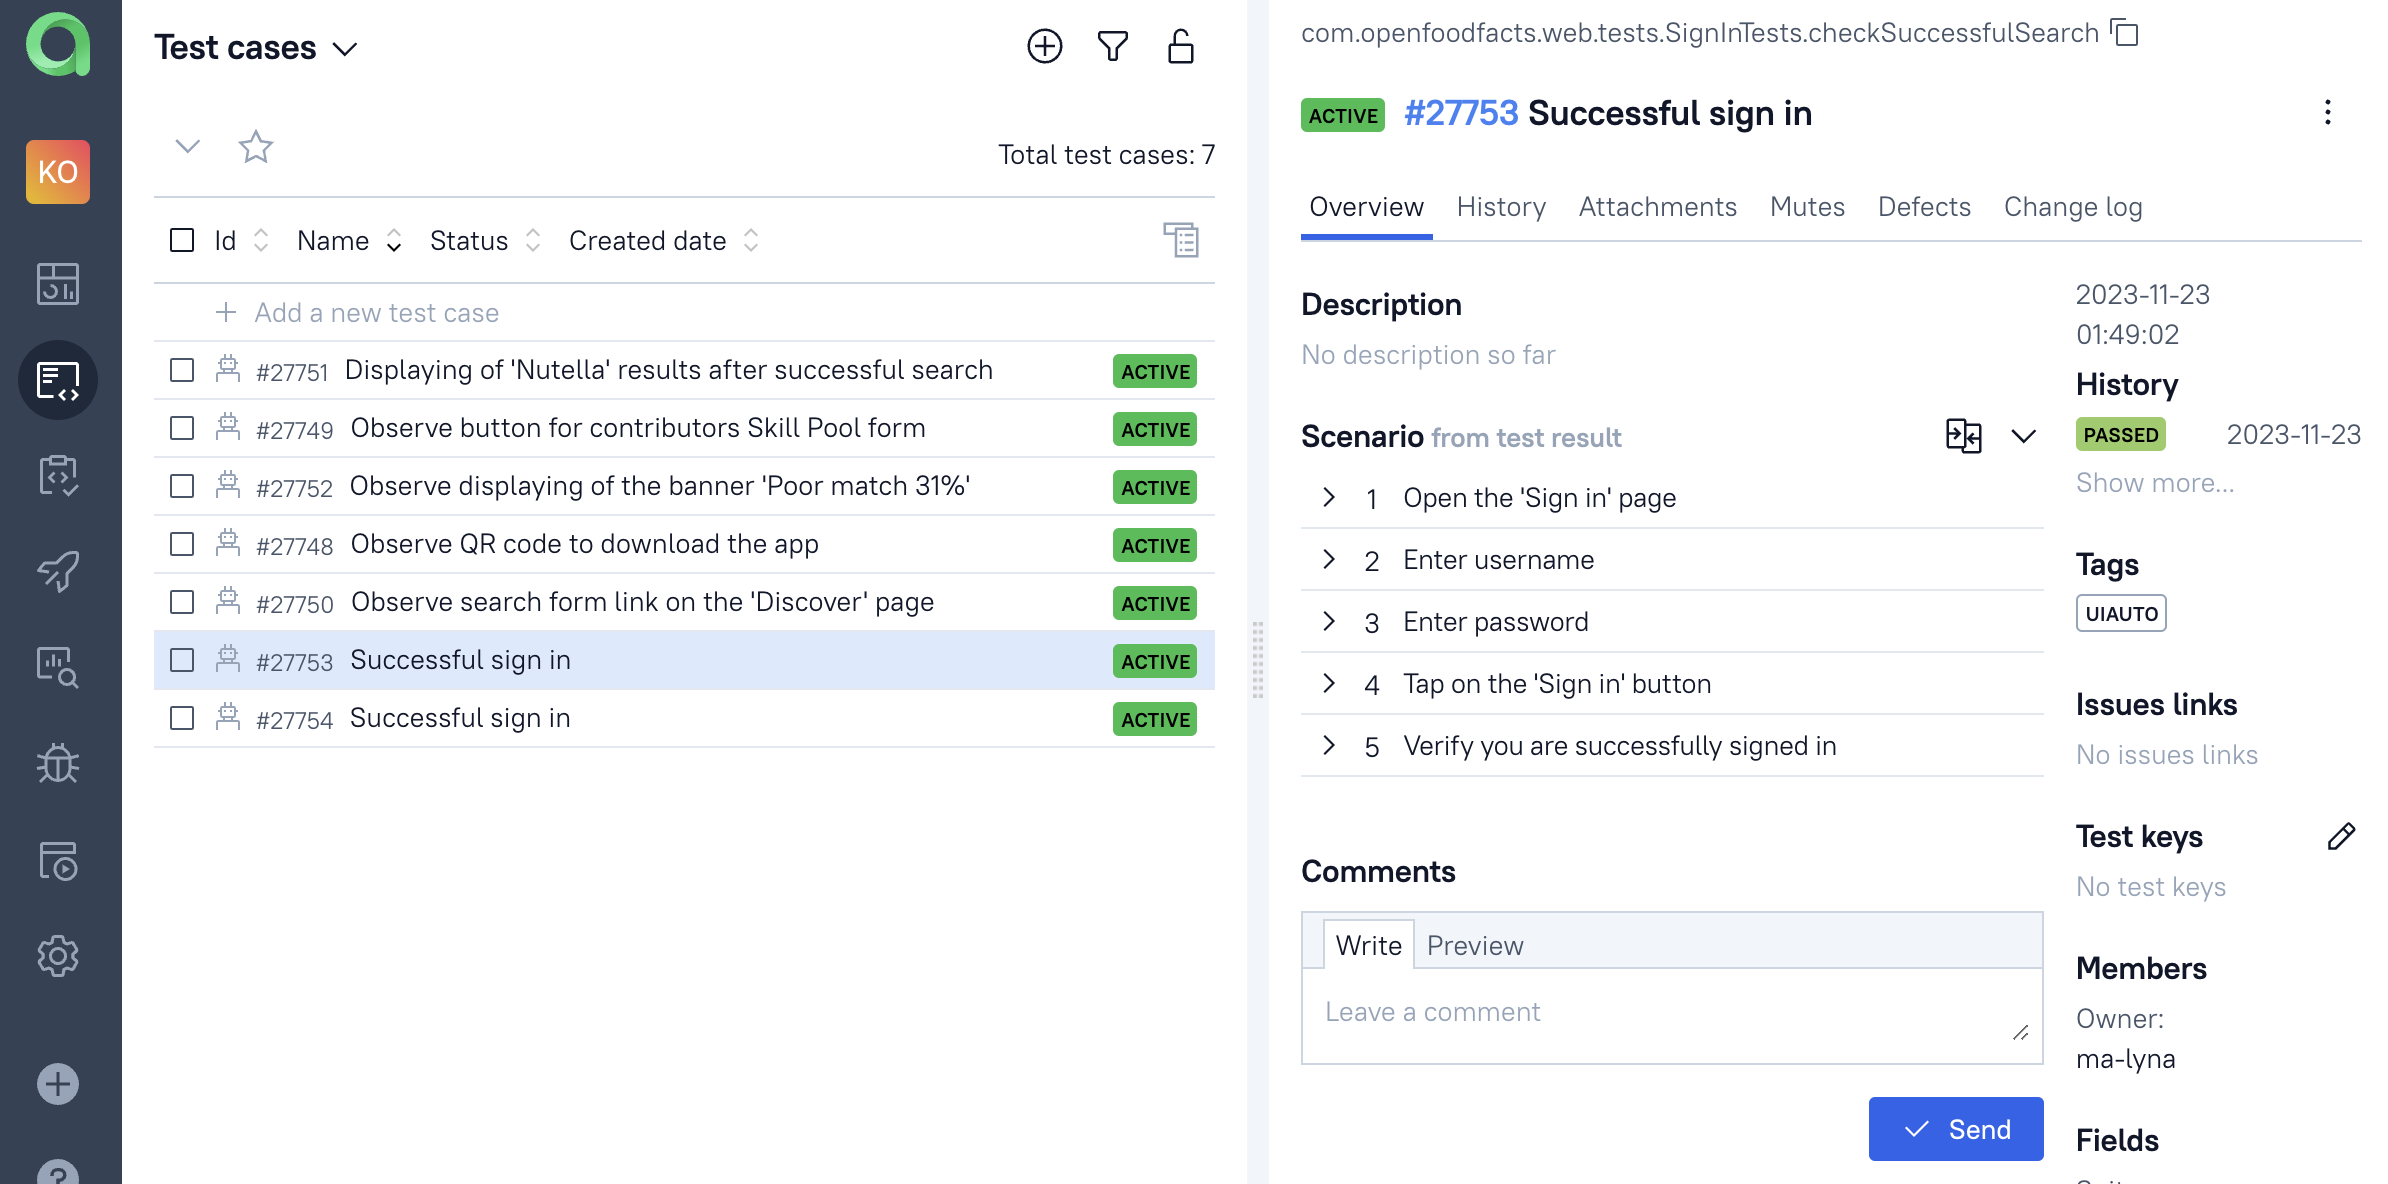 KO
Test cases
Total test cases: 7
Id Name Status Created date
Add a new test case
#27751 Displaying of 'Nutella' results after successful search ACTIVE
#27749 Observe button for contributors Skill Pool form ACTIVE
#27752 Observe displaying of the banner 'Poor match 31%' ACTIVE
#27748 Observe QR code to download the app ACTIVE
#27750 Observe search form link on the 'Discover' page ACTIVE
#27753 Successful sign in ACTIVE
#27754 Successful sign in ACTIVE
com.openfoodfacts.web.tests.SignInTests.checkSuccessfulSearch
ACTIVE #27753 Successful sign in
Overview History Attachments Mutes Defects Change log
Description
No description so far
Scenario from test result
1 Open the 'Sign in' page
2 Enter username
3 Enter password
4 Tap on the 'Sign in' button
5 Verify you are successfully signed in
Comments
Write Preview
Leave a comment
Send
2023-11-23
01:49:02
History
PASSED 2023-11-23
Show more...
Tags
UIAUTO
Issues links
No issues links
Test keys
No test keys
Members
Owner:
ma-lyna
Fields